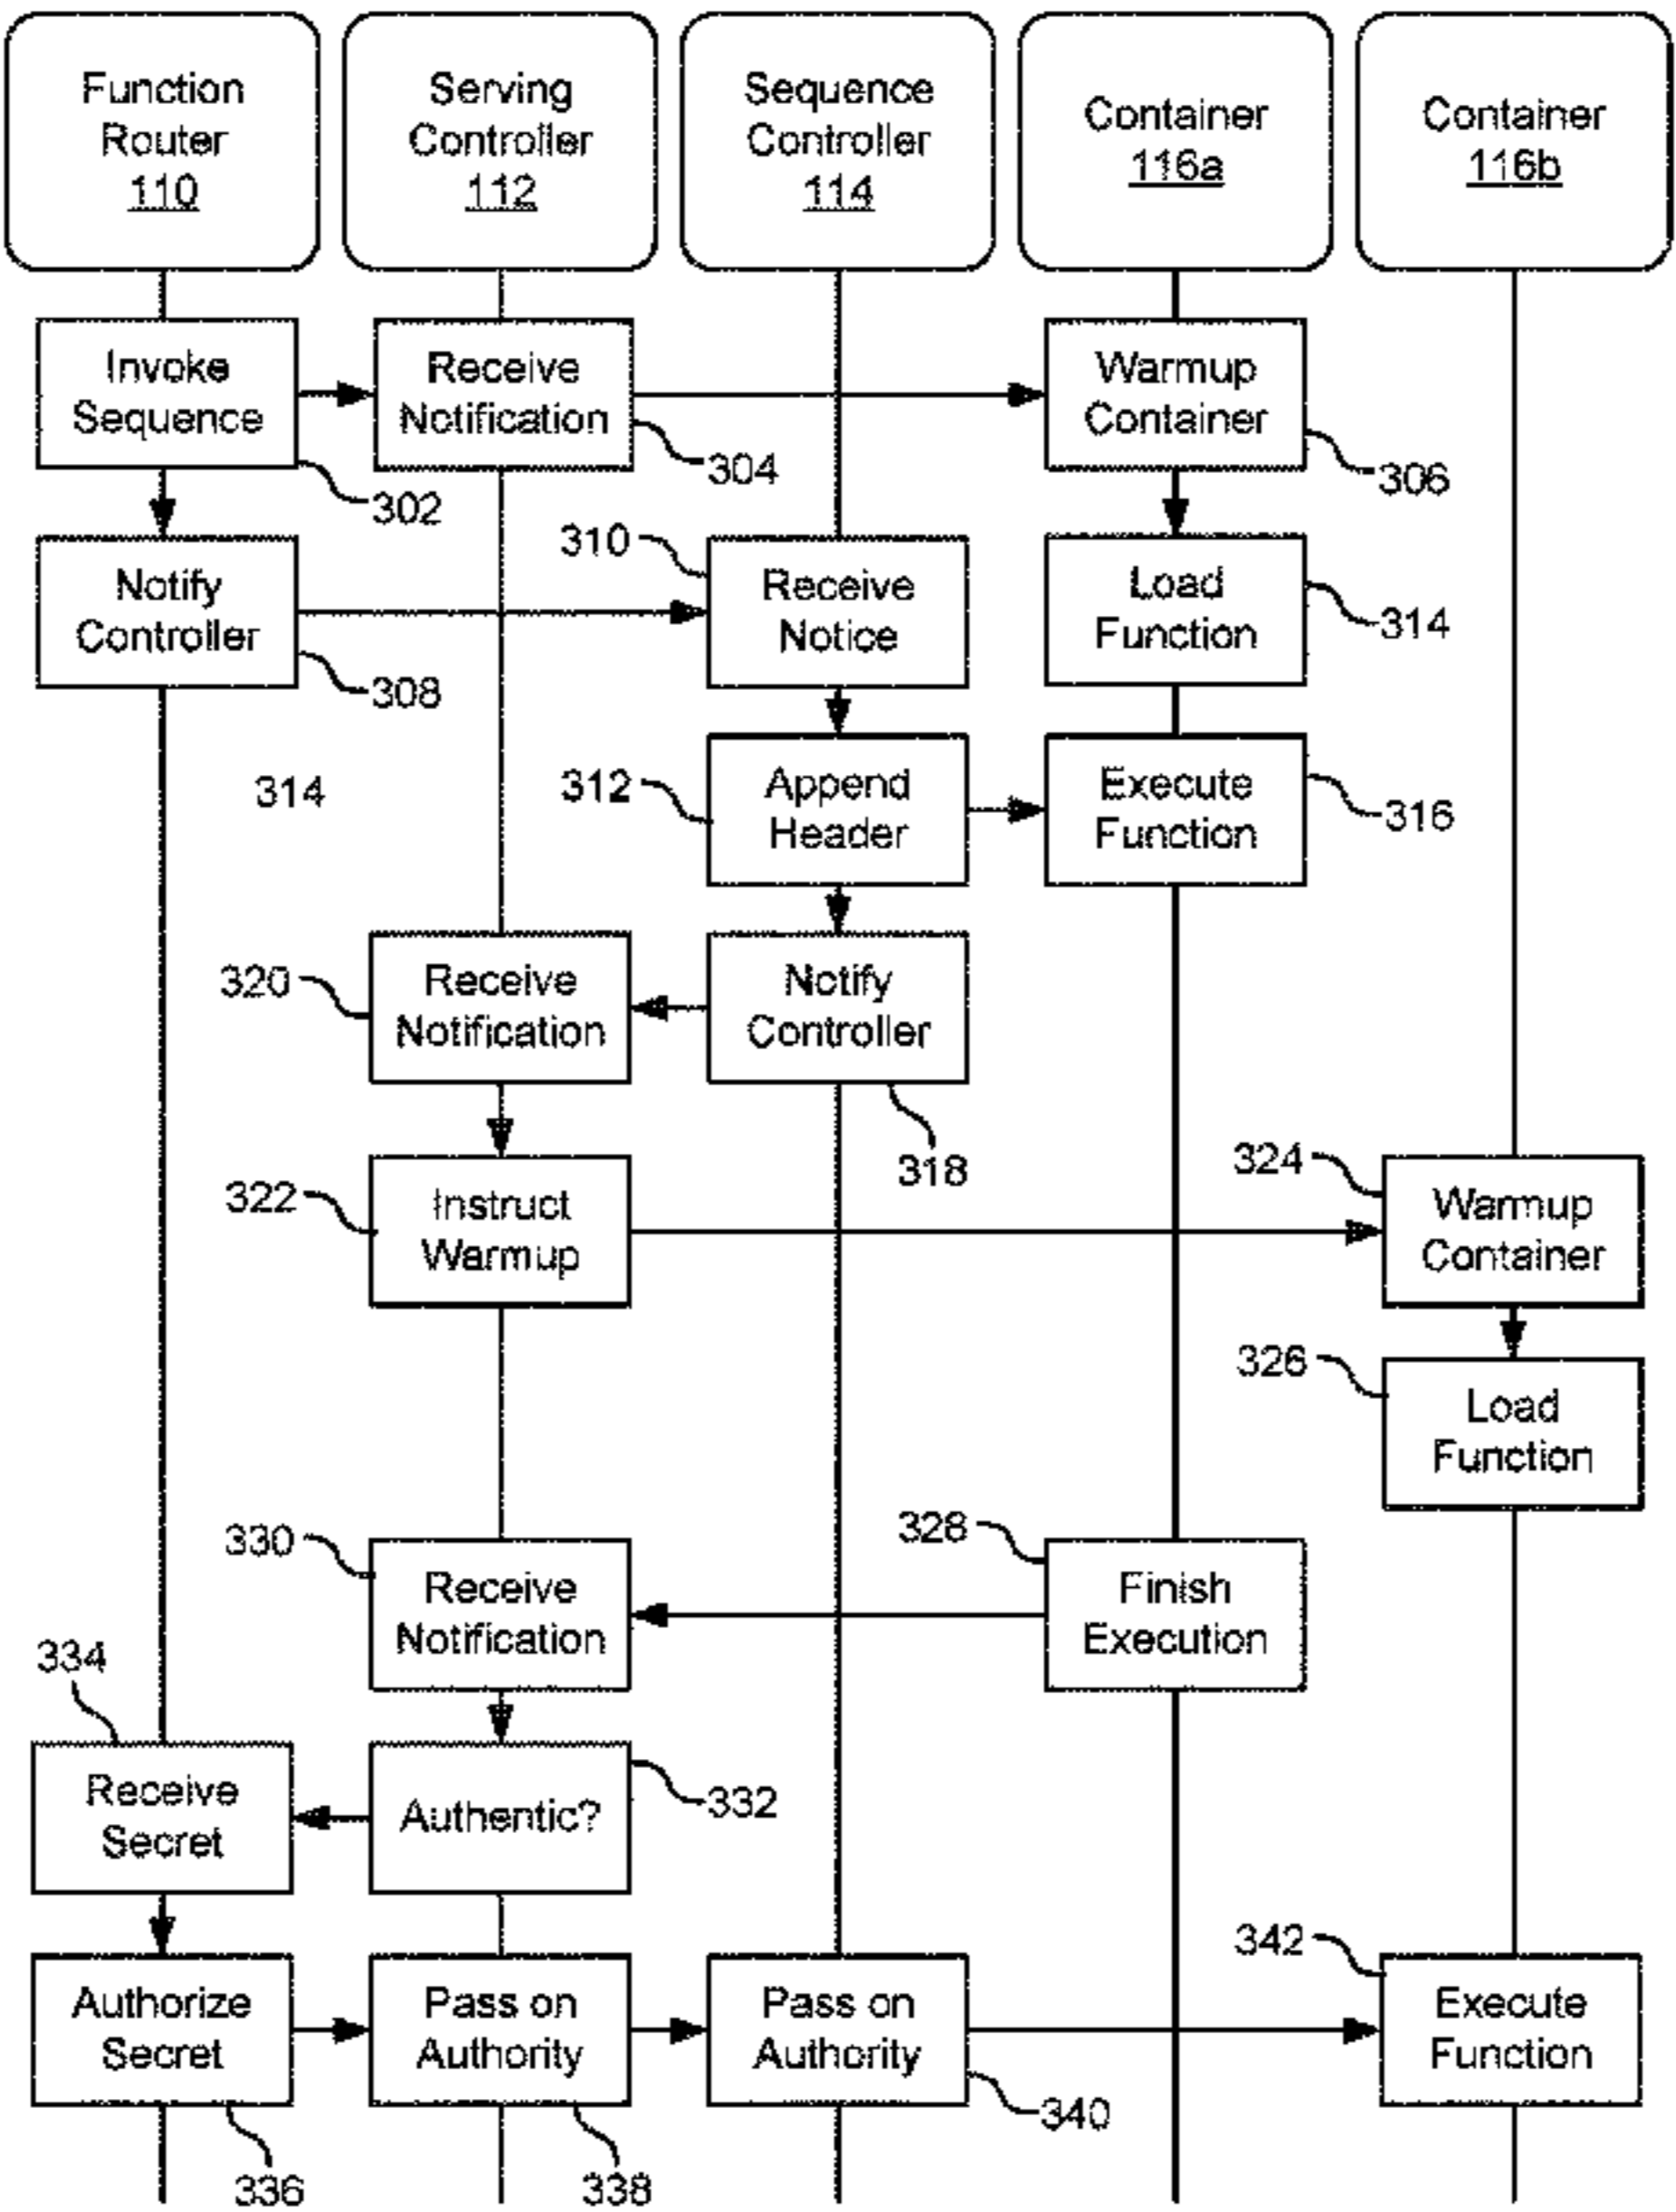 Function
Router
110
Serving
Controller
112
Sequence
Controller
114
Container
116a
Container
116b
Invoke
Sequence
302
Receive
Notification
304
Warmup
Container
306
Notify
Controller
308
310
Receive
Notice
Load
Function
314
314
312
Append
Header
Execute
Function
316
320
Receive
Notification
Notify
Controller
318
322
Instruct
Warmup
324
Warmup
Container
326
Load
Function
330
Receive
Notification
328
Finish
Execution
334
Receive
Secret
Authentic?
332
Authorize
Secret
336
Pass on
Authority
338
Pass on
Authority
340
342
Execute
Function